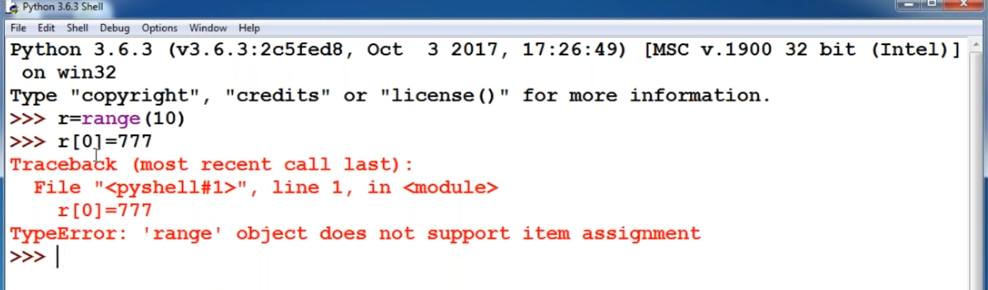 Python 3.6.3 Shell
File Edit Shell Debug Options Window Help
Python 3.6.3 (v3.6.3:2c5fed8, Oct  3 2017, 17:26:49) [MSC v.1900 32 bit (Intel)]
 on win32
Type "copyright", "credits" or "license()" for more information.
>>> r=range(10)
>>> r[0]=777
Traceback (most recent call last):
  File "<pyshell#1>", line 1, in <module>
    r[0]=777
TypeError: 'range' object does not support item assignment
>>>